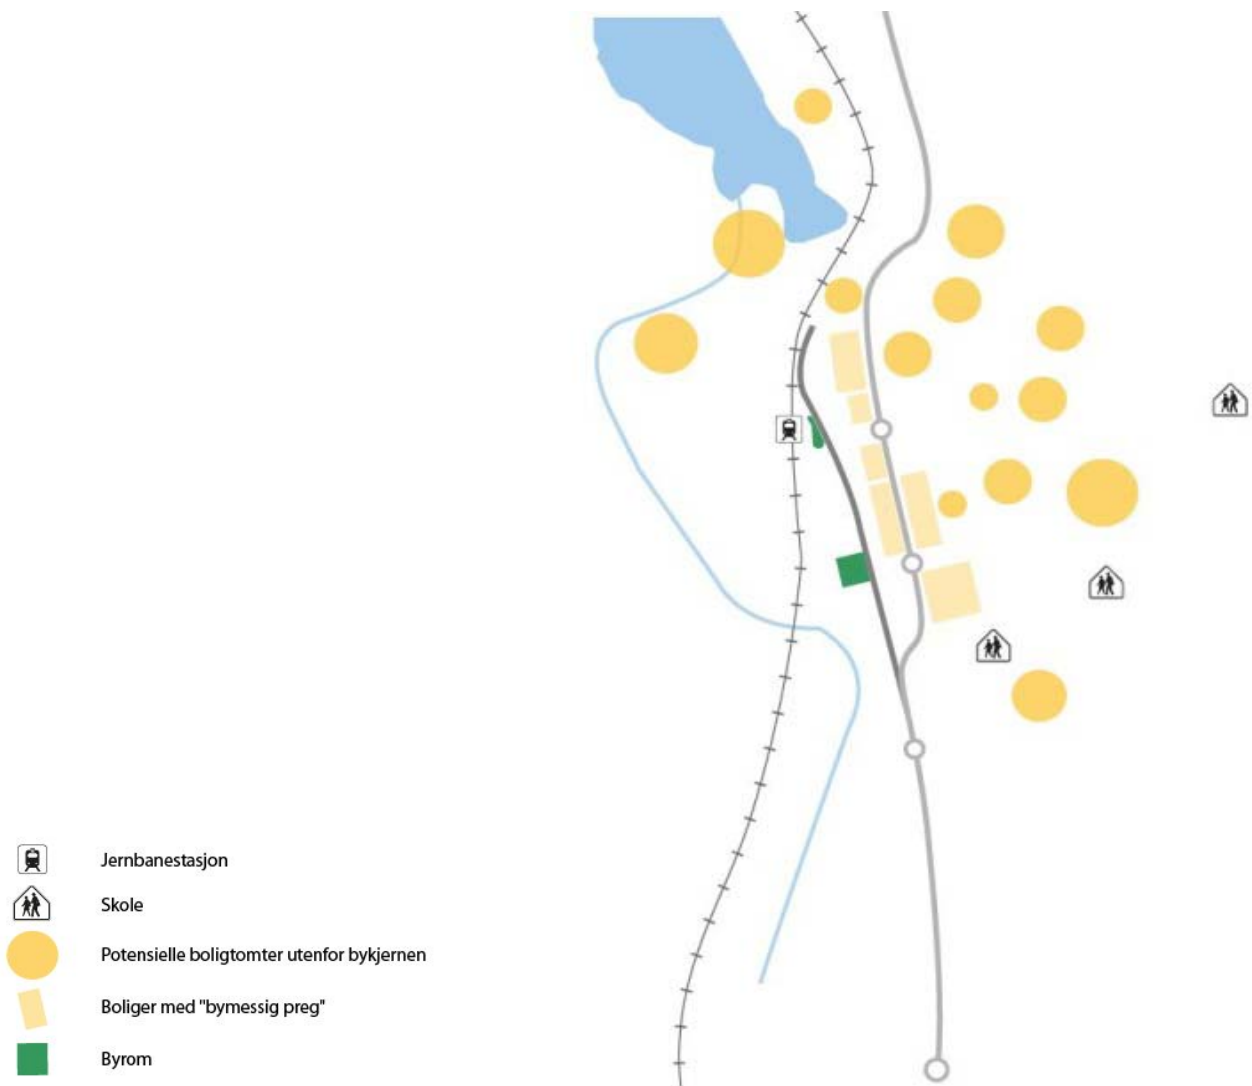 Jernbanestasjon
Skole
Potensielle boligtomter utenfor bykjernen
Boliger med "bymessig preg"
Byrom